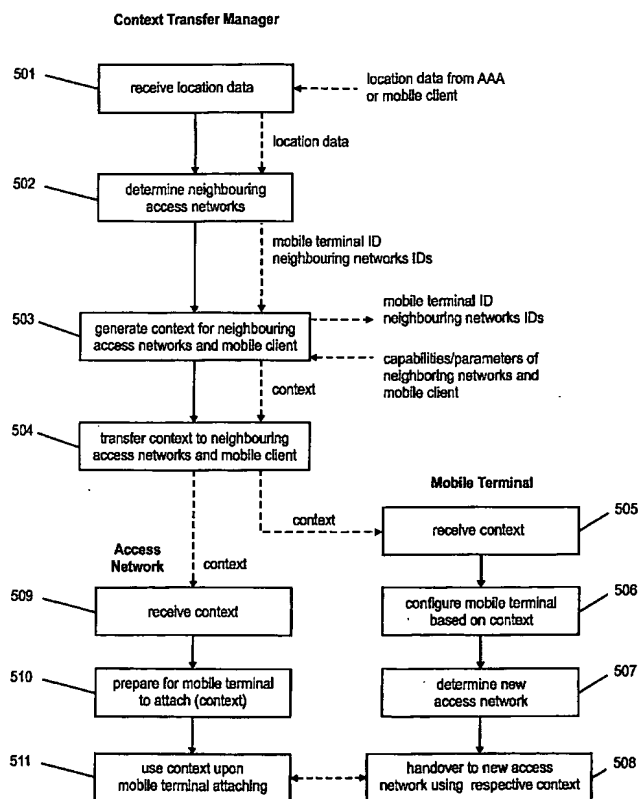 Context Transfer Manager
501
receive location data
location data from AAA
or mobile client
location data
502
determine neighbouring
access networks
mobile terminal ID
neighbouring networks IDs
503
generate context for neighbouring
access networks and mobile client
mobile terminal ID
neighbouring networks IDs
capabilities/parameters of
neighboring networks and
mobile client
context
504
transfer context to neighbouring
access networks and mobile client
Mobile Terminal
context
505
receive context
Access
Network
context
509
receive context
506
configure mobile terminal
based on context
510
prepare for mobile terminal
to attach (context)
507
determine new
access network
511
use context upon
mobile terminal attaching
508
handover to new access
network using respective context